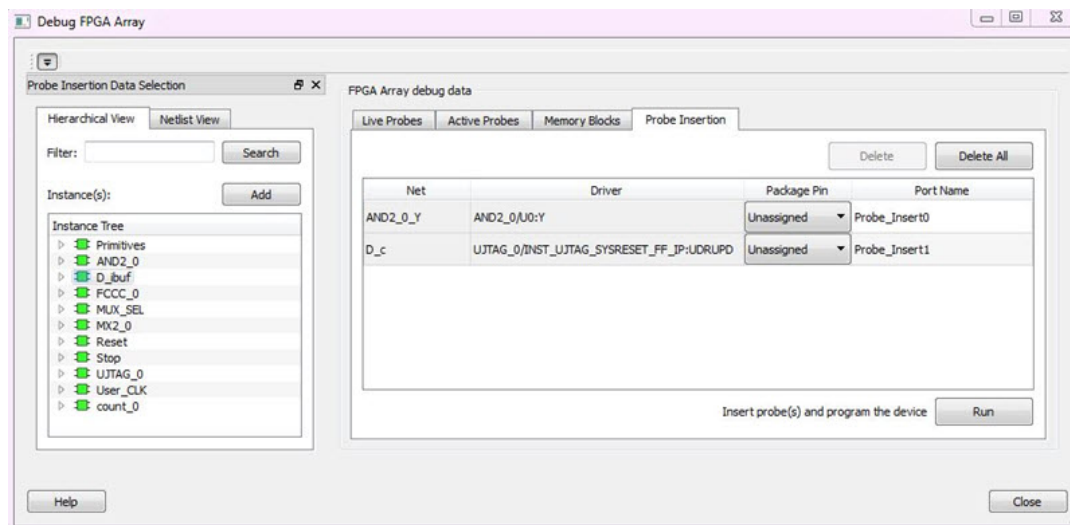 Debug FPGA Array
Probe Insertion Data Selection
Hierarchical View Netlist View
Filter: Search
Instance(s): Add
Instance Tree
Primitives
AND2_0
D_ibuf
FCCC_0
MUX_SEL
MX2_0
Reset
Stop
UJTAG_0
User_CLK
count_0
FPGA Array debug data
Live Probes Active Probes Memory Blocks Probe Insertion
Delete Delete All
Net Driver Package Pin Port Name
AND2_0_Y AND2_0/U0:Y Unassigned Probe_Insert0
D_c UJTAG_0/INST_UJTAG_SYSRESET_FF_IP:UDRUPD Unassigned Probe_Insert1
Insert probe(s) and program the device Run
Help Close